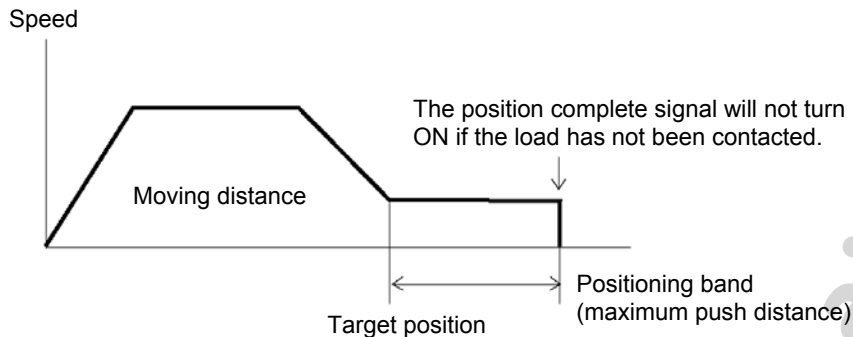 Speed
The position complete signal will not turn
ON if the load has not been contacted.
Moving distance
Positioning band
(maximum push distance)
Target position